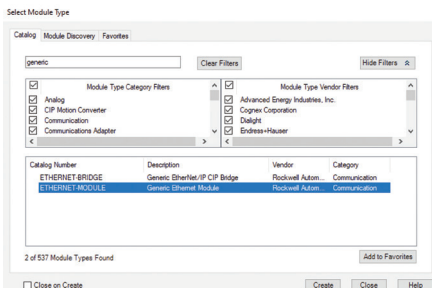 Select Module Type
Catalog Module Discovery Favorites
generic Clear Filters Hide Filters
Module Type Category Filters Module Type Vendor Filters
Analog Advanced Energy Industries, Inc.
CIP Motion Converter Cognex Corporation
Communication Dialight
Communications Adapter Endress+Hauser
Catalog Number Description Vendor Category
ETHERNET-BRIDGE Generic EtherNet/IP CIP Bridge Rockwell Autom... Communication
ETHERNET-MODULE Generic Ethernet Module Rockwell Autom... Communication
2 of 537 Module Types Found Add to Favorites
Close on Create Create Close Help